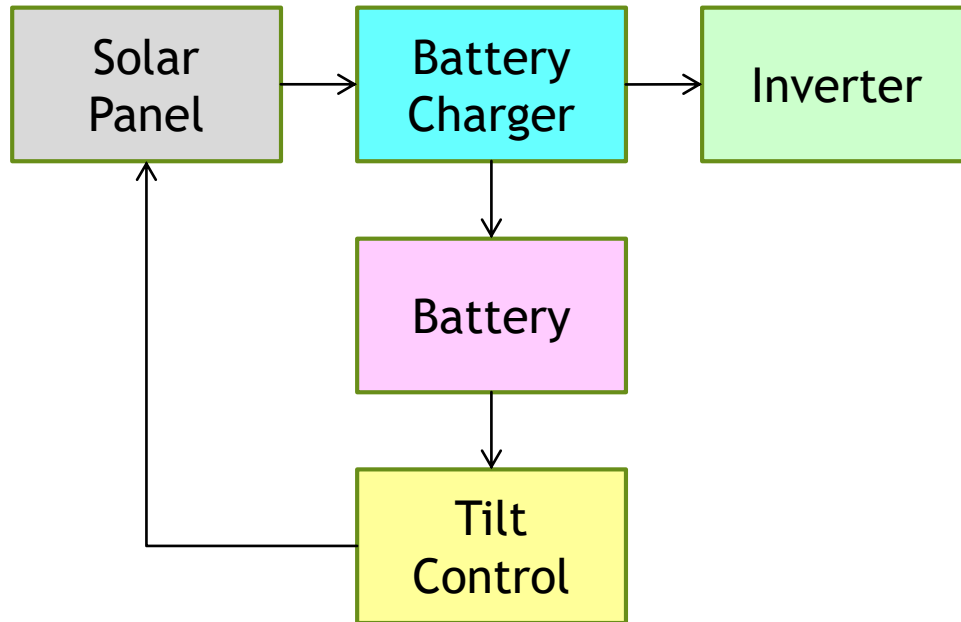 Solar
Panel
Battery
Charger
Inverter
Battery
Tilt
Control